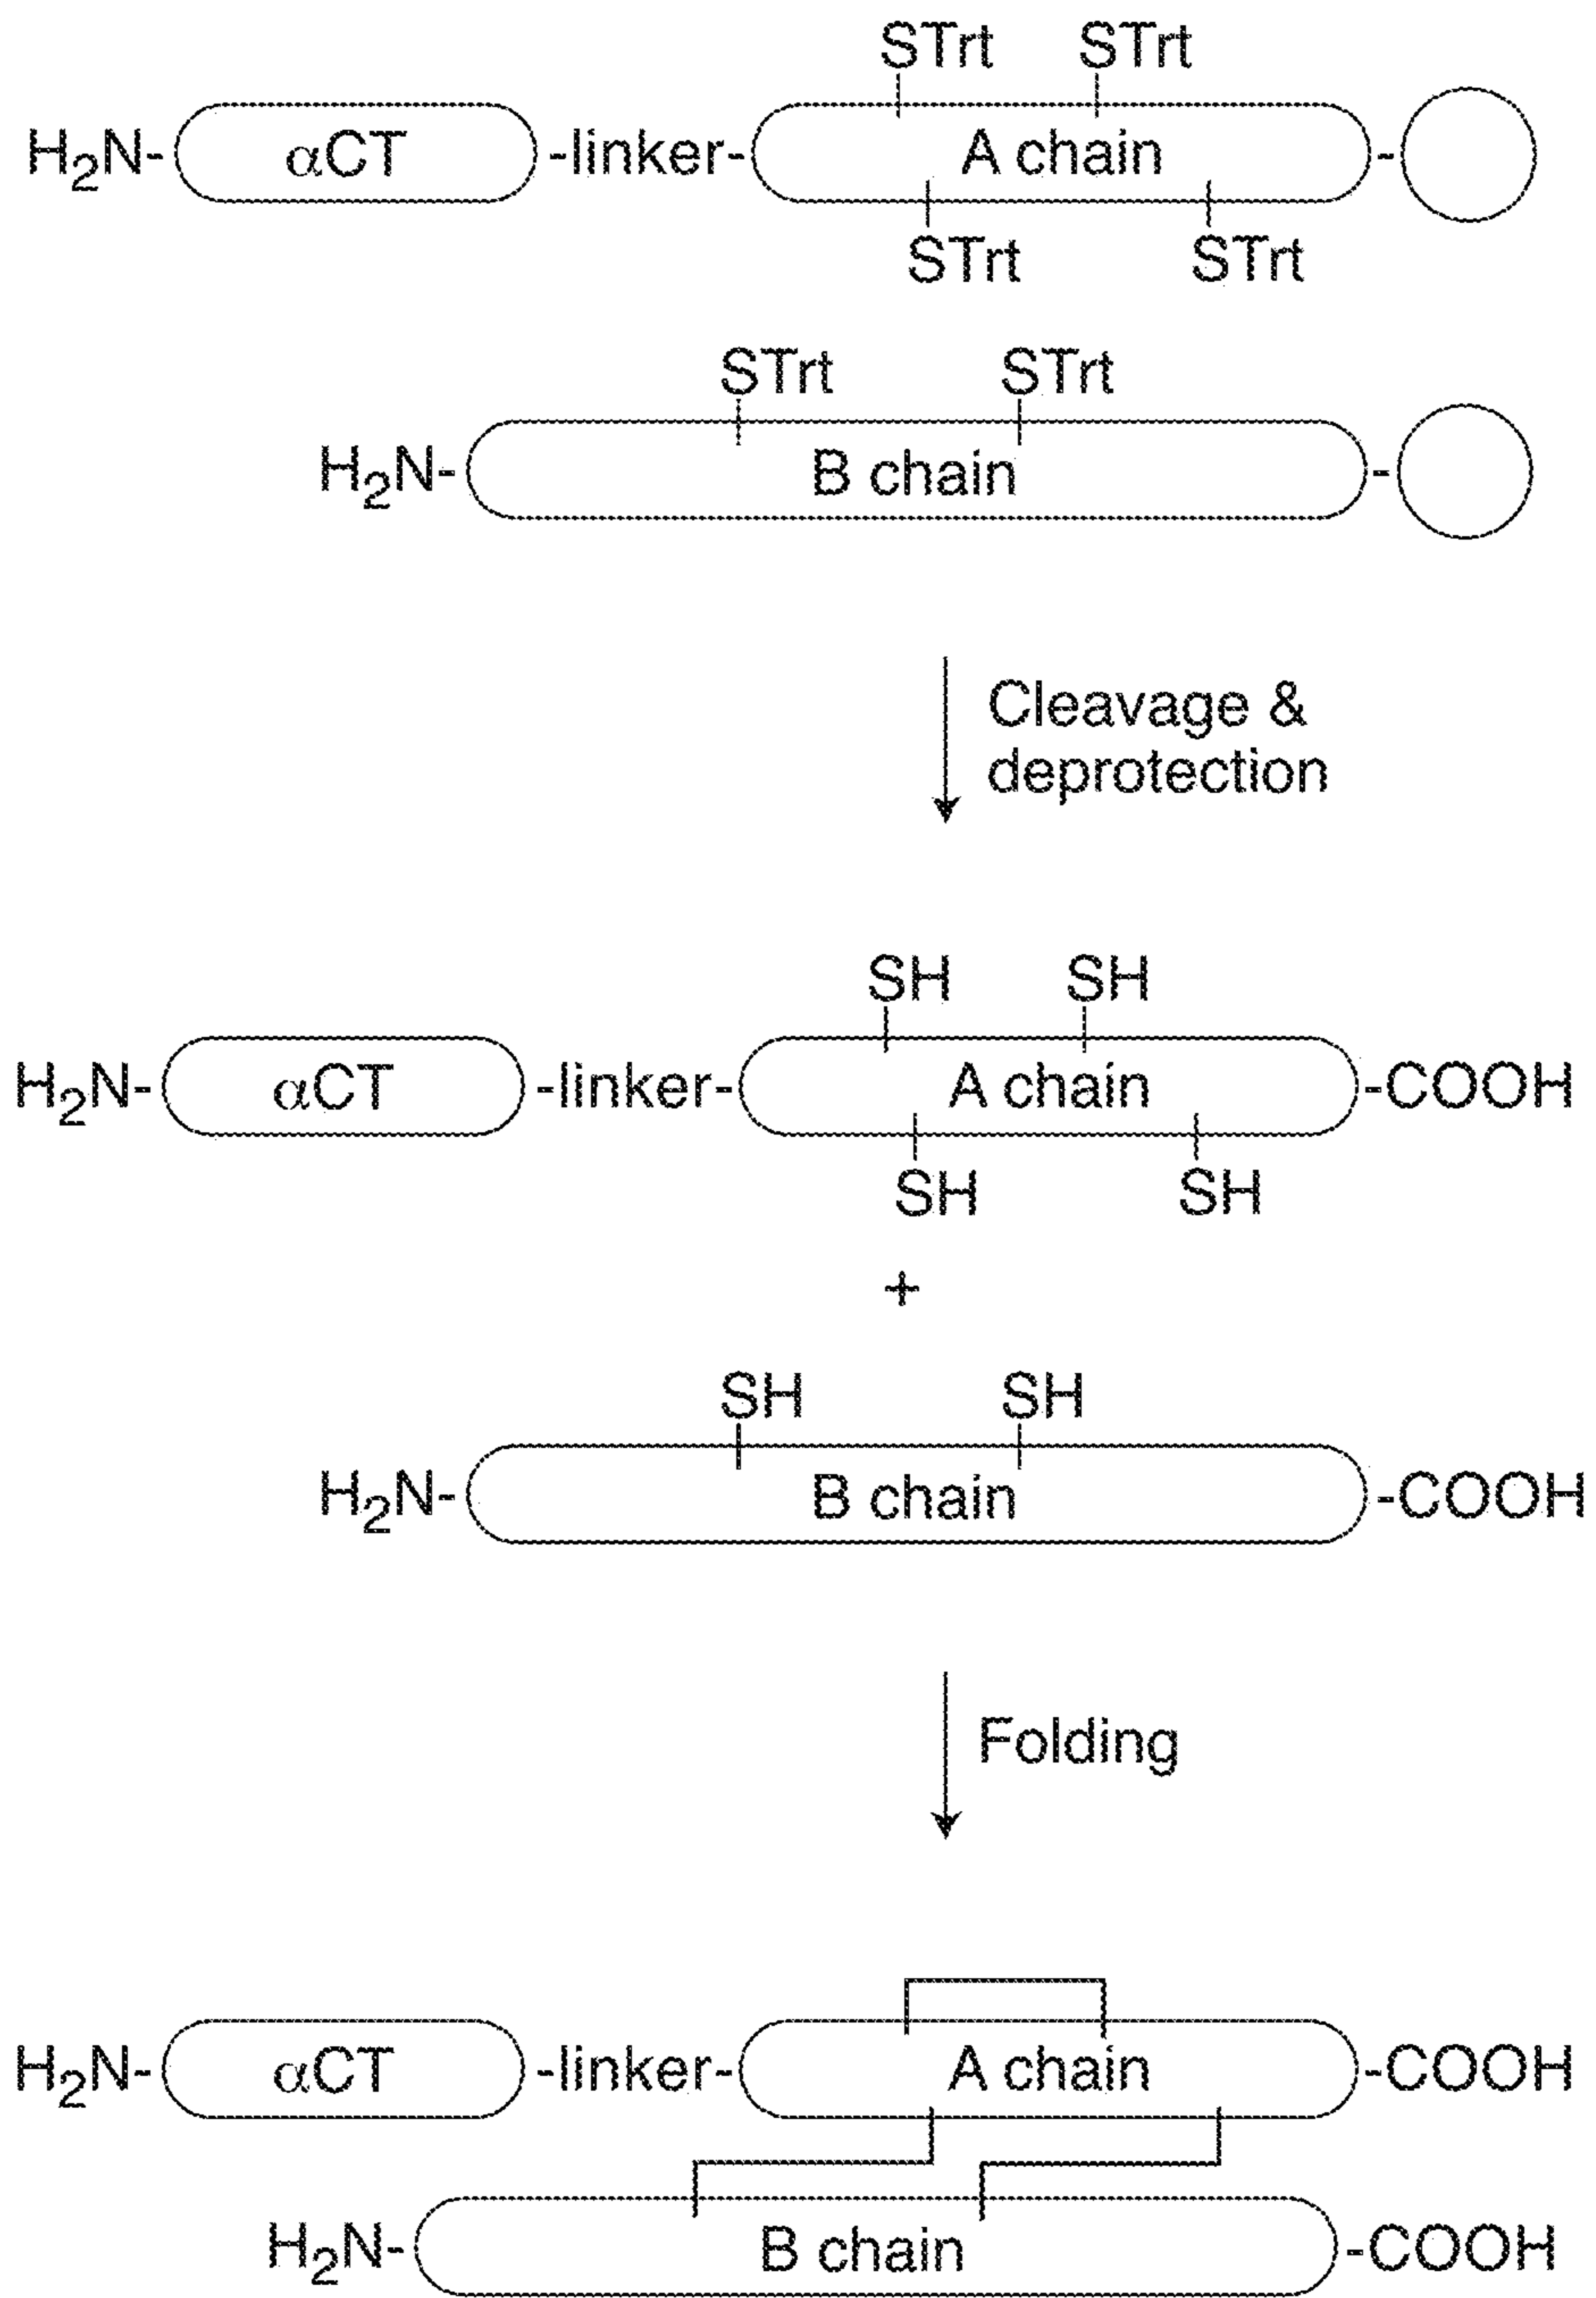 STrt STrt
H₂N- αCT -linker- A chain -
STrt STrt
STrt STrt
H₂N- B chain -
Cleavage &
deprotection
SH SH
H₂N- αCT -linker- A chain -COOH
SH SH
+
SH SH
H₂N- B chain -COOH
Folding
H₂N- αCT -linker- A chain -COOH
H₂N- B chain -COOH